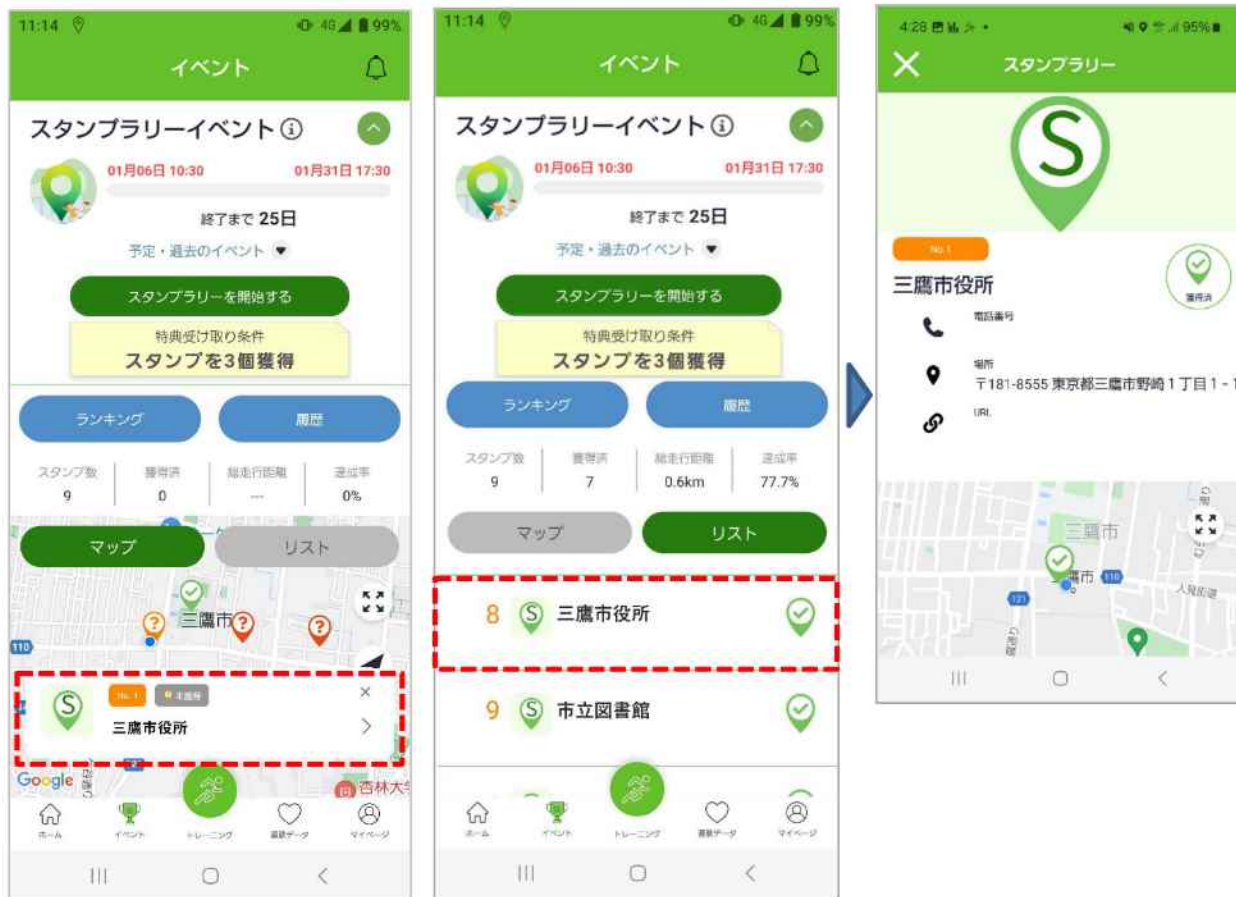 11:14 4G 99%
イベント
スタンプラリーイベント
01月06日 10:30 01月31日 17:30
終了まで 25日
予定・過去のイベント
スタンプラリーを開始する
特典受け取り条件
スタンプを3個獲得
ランキング 履歴
スタンプ数 獲得済 総走行距離 達成率
9 0 --- 0%
マップ リスト
三鷹市
110
No.1
三鷹市役所
Google
杏林大
ホーム イベント トレーニング 運動データ マイページ
11:14 4G 99%
イベント
スタンプラリーイベント
01月06日 10:30 01月31日 17:30
終了まで 25日
予定・過去のイベント
スタンプラリーを開始する
特典受け取り条件
スタンプを3個獲得
ランキング 履歴
スタンプ数 獲得済 総走行距離 達成率
9 7 0.6km 77.7%
マップ リスト
8 S 三鷹市役所
9 S 市立図書館
ホーム イベント トレーニング マイページ
4:28 95%
スタンプラリー
S
No.1
三鷹市役所
獲得済
電話番号
場所
〒181-8555 東京都三鷹市野崎1丁目1-1
URL
三鷹市
鷹市 110
121
人見街道